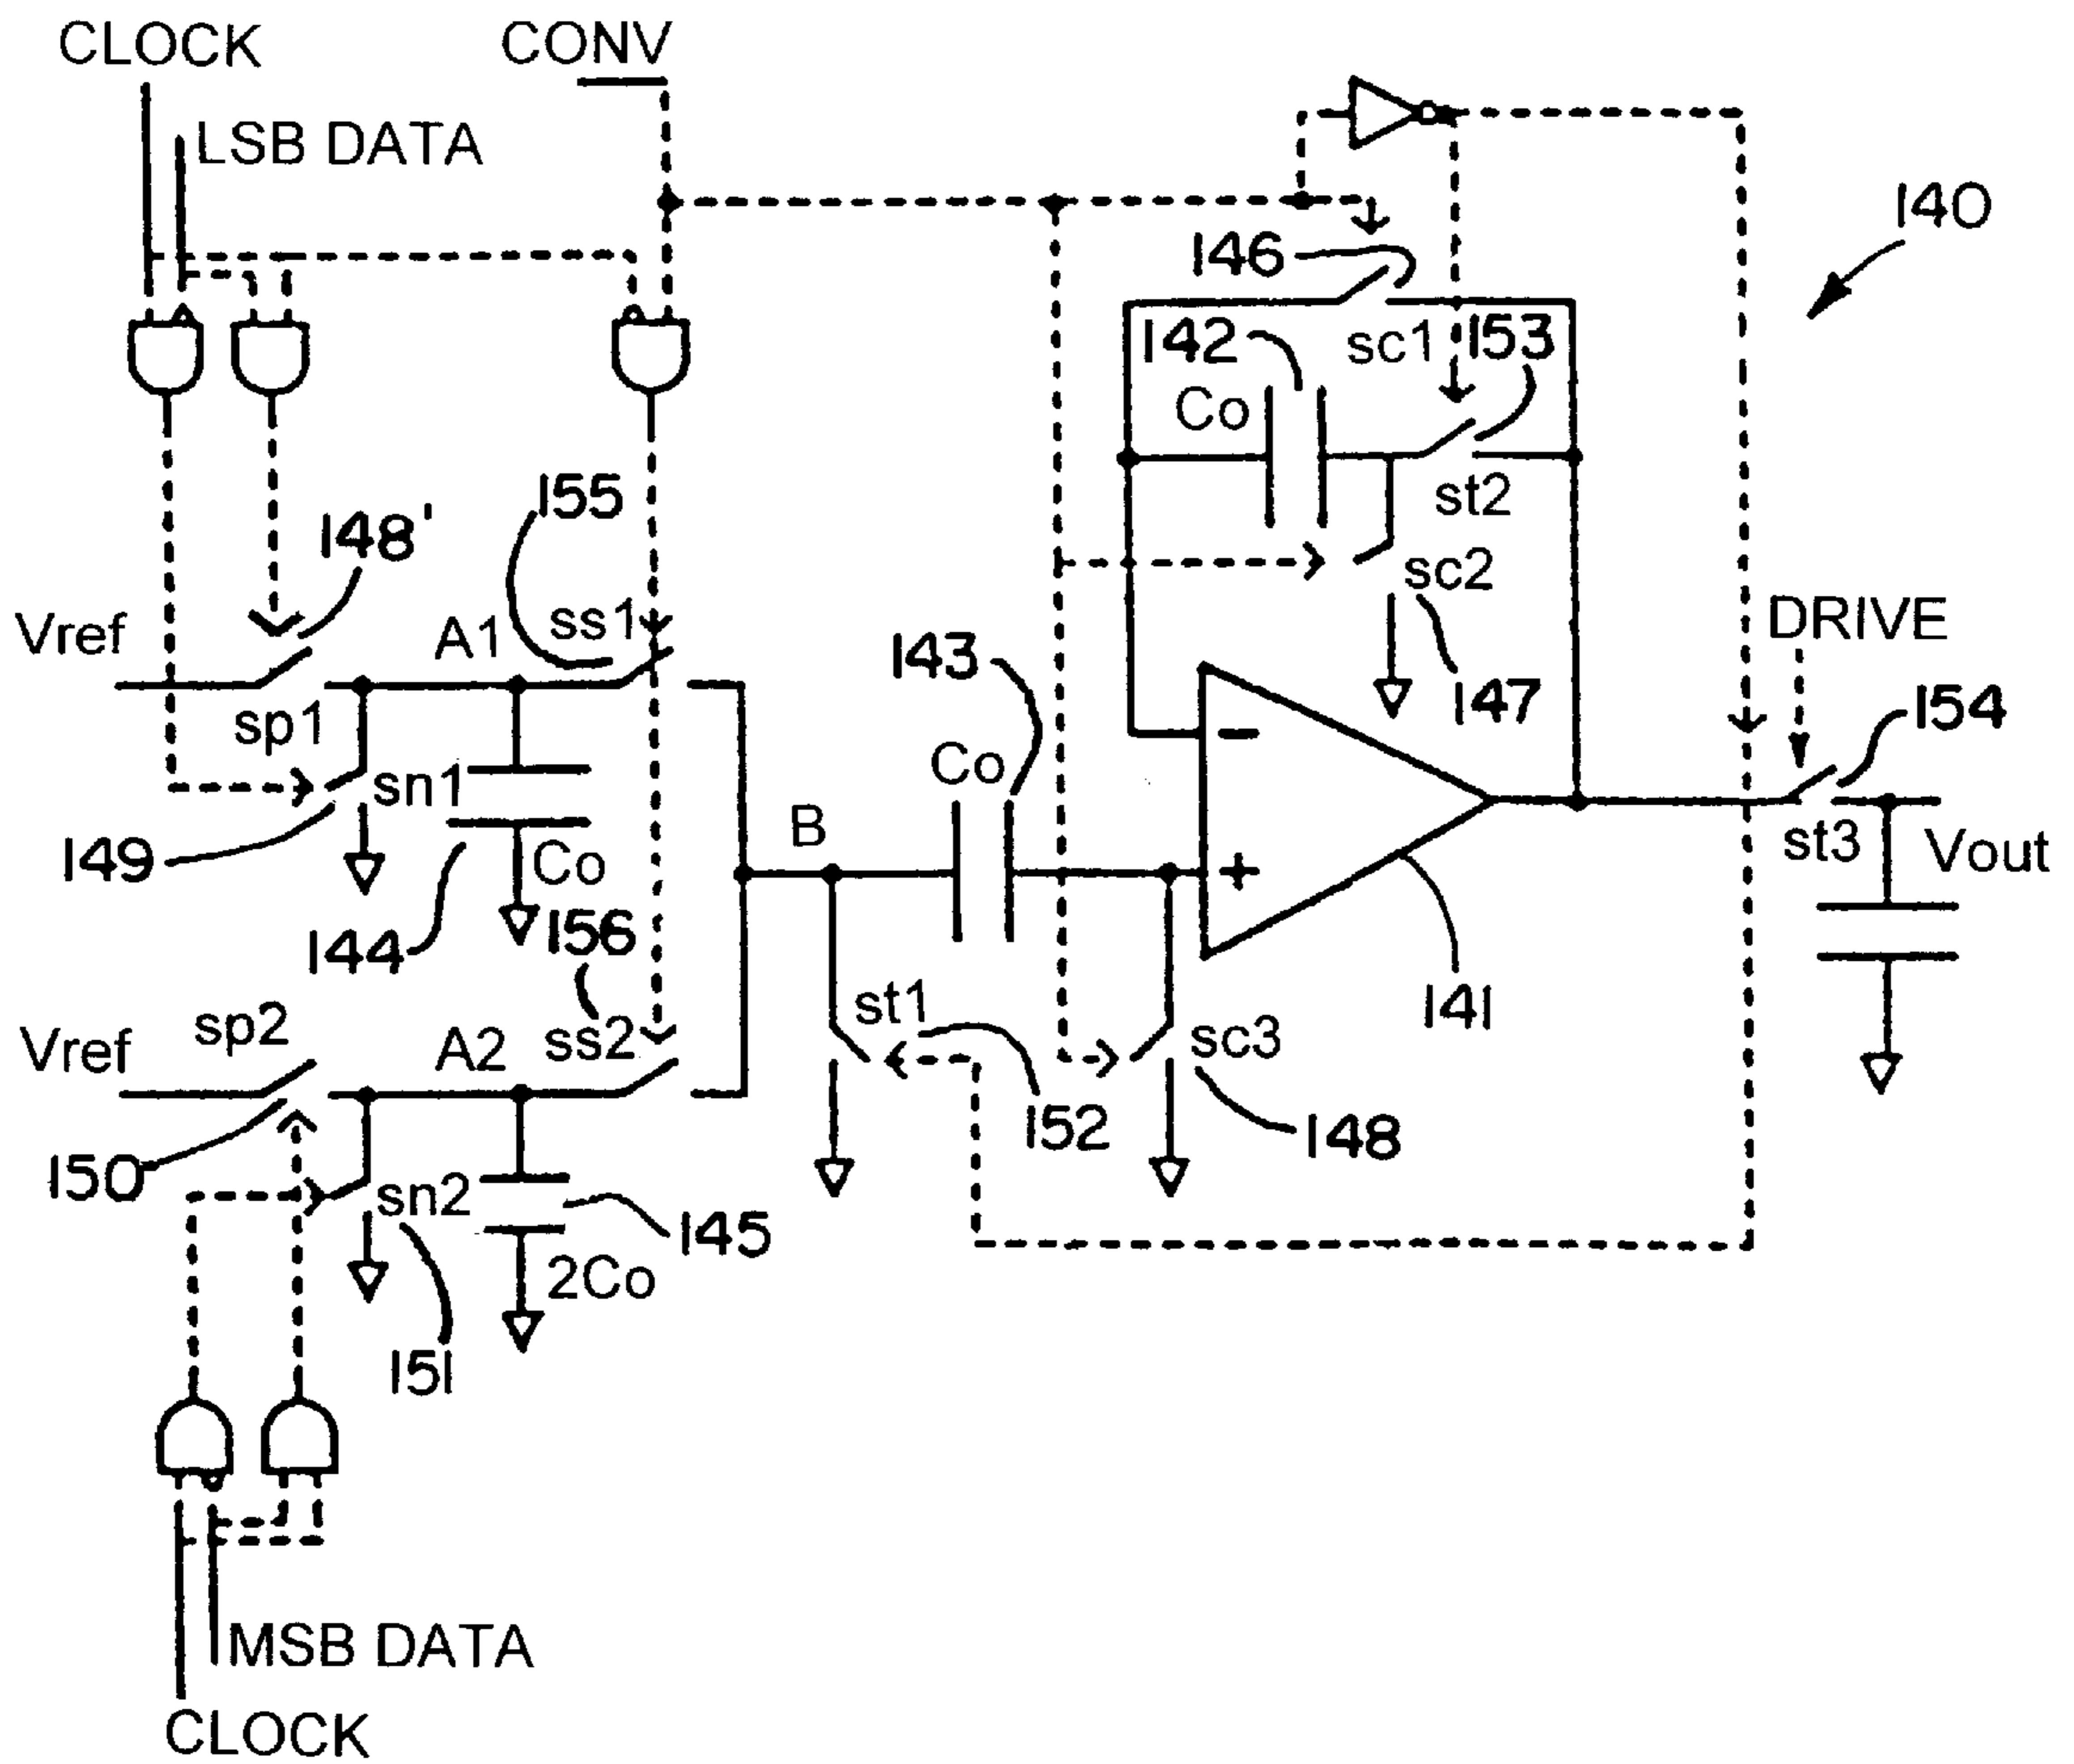 CLOCK
CONV
LSB DATA
140
146
142
sc1
153
Co
155
st2
148'
sc2
DRIVE
Vref
A1
ss1
143
154
sp1
147
sn1
Co
−
149
B
st3
Vout
Co
+
144
156
sp2
st1
141
Vref
A2
ss2
sc3
152
148
150
sn2
145
2Co
151
MSB DATA
CLOCK